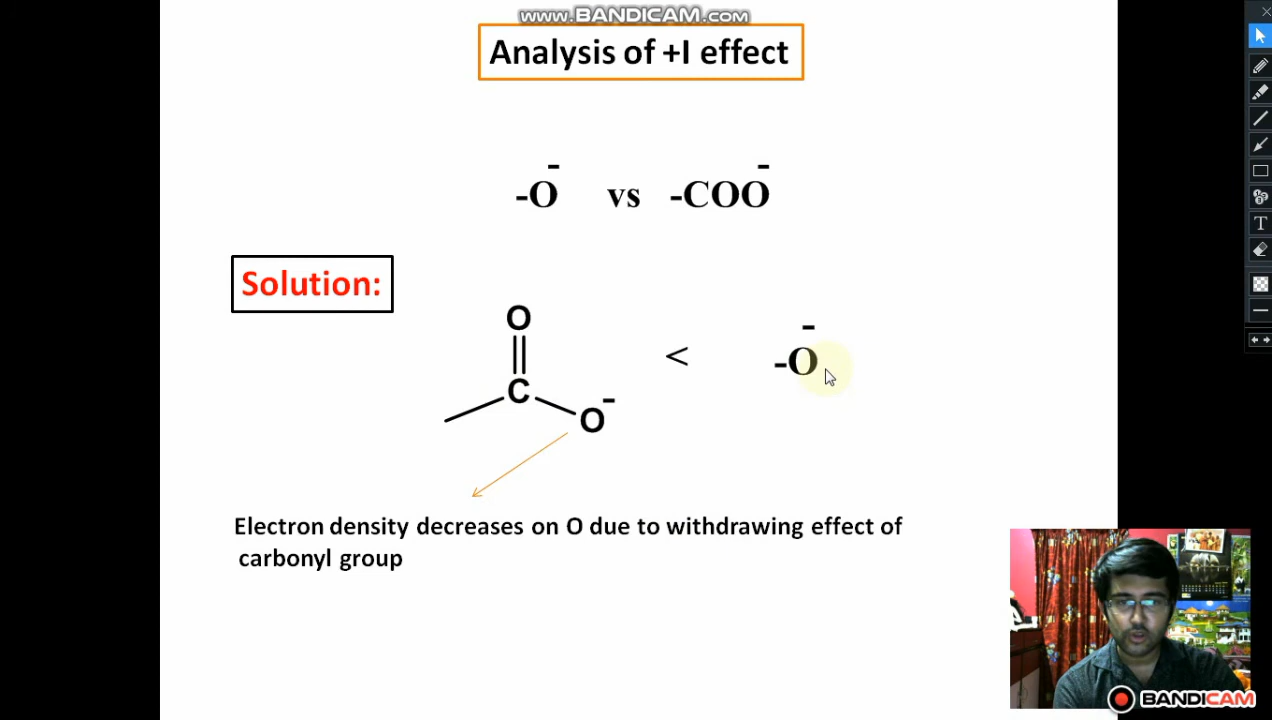 www.BANDICAM.com
Analysis of +I effect
-O⁻ vs -COO⁻
Solution:
O
C
O⁻
<
-O⁻
Electron density decreases on O due to withdrawing effect of
carbonyl group
T
BANDICAM